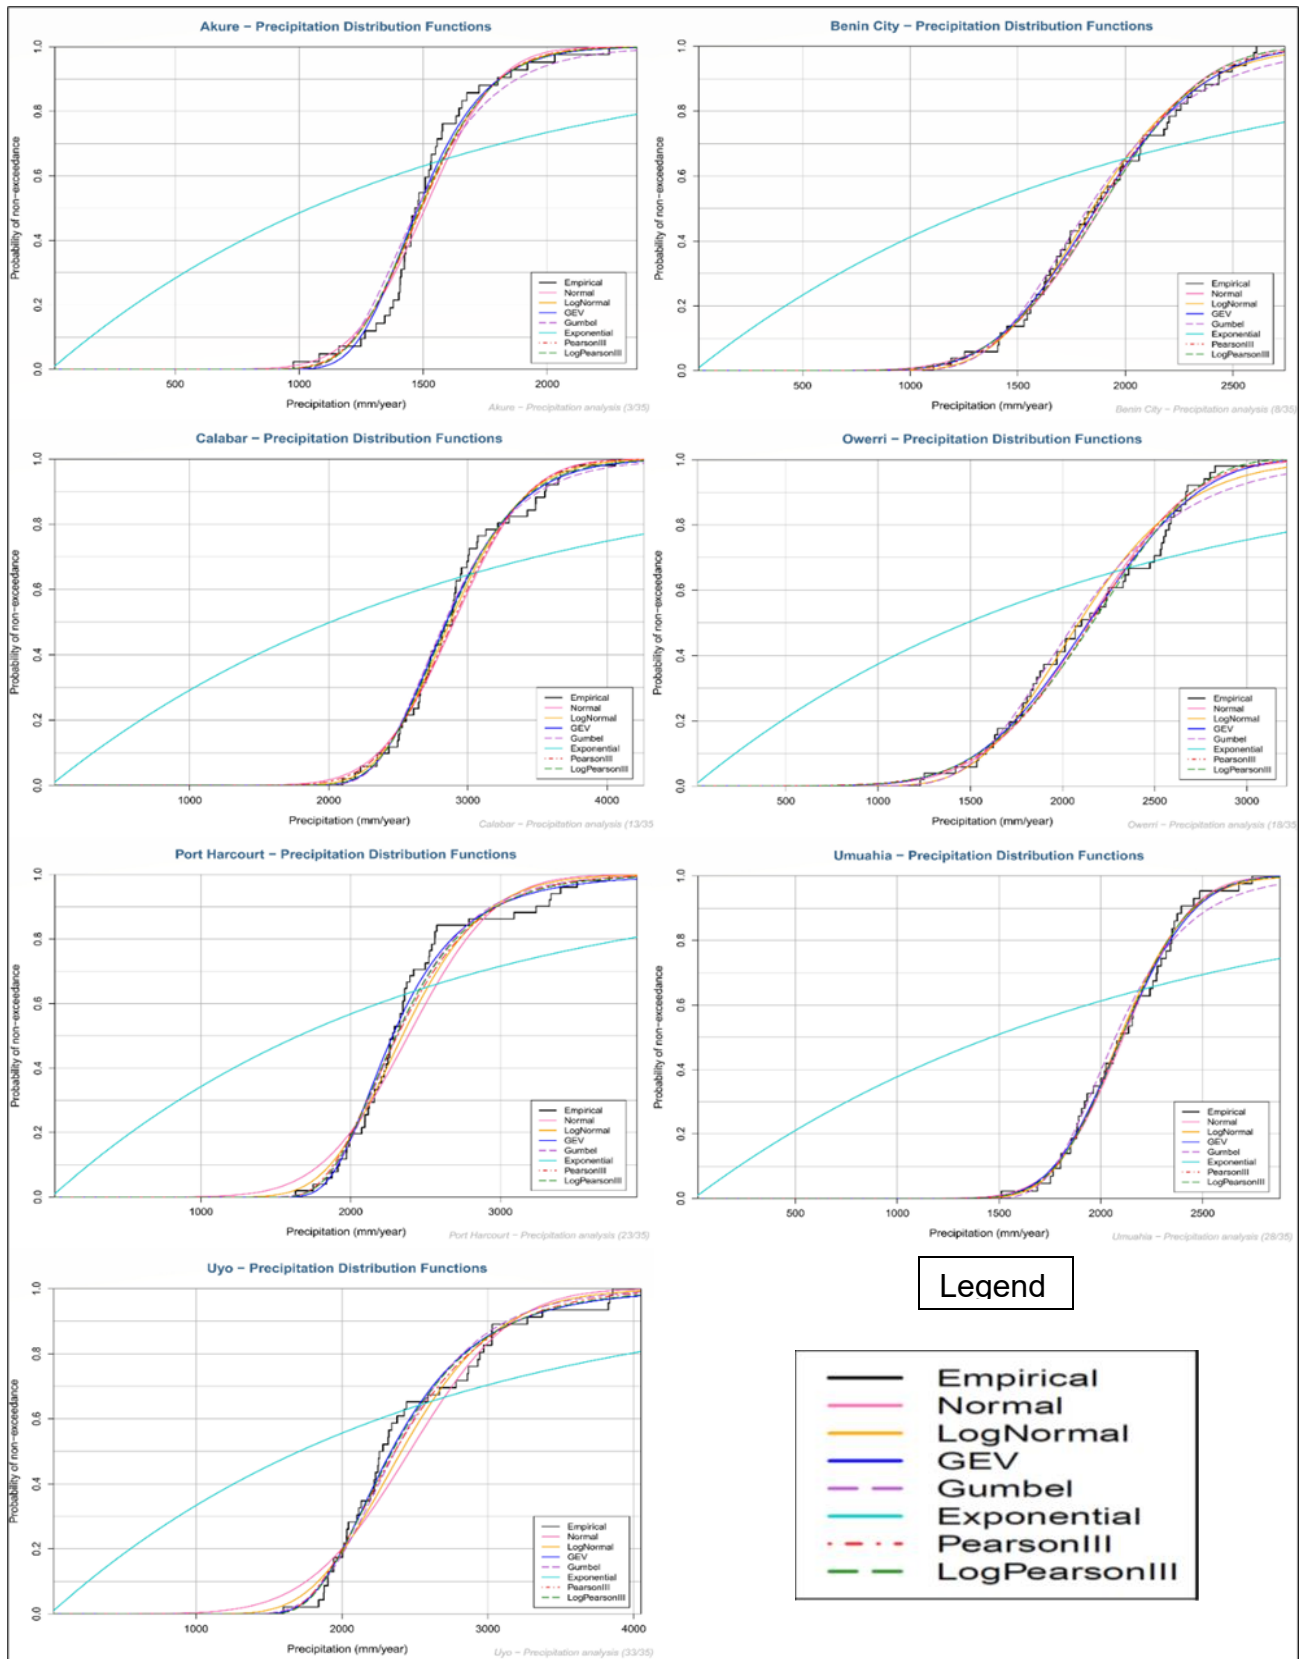 Akure − Precipitation Distribution Functions
Probability of non−exceedance
0.0 0.2 0.4 0.6 0.8 1.0
Empirical
Normal
LogNormal
GEV
Gumbel
Exponential
PearsonIII
LogPearsonIII
500 1000 1500 2000
Precipitation (mm/year)
Akure − Precipitation analysis (3/35)
Benin City − Precipitation Distribution Functions
Probability of non−exceedance
0.0 0.2 0.4 0.6 0.8 1.0
Empirical
Normal
LogNormal
GEV
Gumbel
Exponential
PearsonIII
LogPearsonIII
500 1000 1500 2000 2500
Precipitation (mm/year)
Benin City − Precipitation analysis (8/35)
Calabar − Precipitation Distribution Functions
Probability of non−exceedance
0.0 0.2 0.4 0.6 0.8 1.0
Empirical
Normal
LogNormal
GEV
Gumbel
Exponential
PearsonIII
LogPearsonIII
1000 2000 3000 4000
Precipitation (mm/year)
Calabar − Precipitation analysis (13/35
Owerri − Precipitation Distribution Functions
Probability of non−exceedance
0.0 0.2 0.4 0.6 0.8 1.0
Empirical
Normal
LogNormal
GEV
Gumbel
Exponential
PearsonIII
LogPearsonIII
500 1000 1500 2000 2500 3000
Precipitation (mm/year)
Owerri − Precipitation analysis (18/35
Port Harcourt − Precipitation Distribution Functions
Probability of non−exceedance
0.0 0.2 0.4 0.6 0.8 1.0
Empirical
Normal
LogNormal
GEV
Gumbel
Exponential
PearsonIII
LogPearsonIII
1000 2000 3000
Precipitation (mm/year)
Port Harcourt − Precipitation analysis (23/35)
Umuahia − Precipitation Distribution Functions
Probability of non−exceedance
0.0 0.2 0.4 0.6 0.8 1.0
Empirical
Normal
LogNormal
GEV
Gumbel
Exponential
PearsonIII
LogPearsonIII
500 1000 1500 2000 2500
Precipitation (mm/year)
Umuahia − Precipitation analysis (28/35)
Uyo − Precipitation Distribution Functions
Probability of non−exceedance
0.0 0.2 0.4 0.6 0.8 1.0
Empirical
Normal
LogNormal
GEV
Gumbel
Exponential
PearsonIII
LogPearsonIII
1000 2000 3000 4000
Precipitation (mm/year)
Uyo − Precipitation analysis (33/35)
Legend
Empirical
Normal
LogNormal
GEV
Gumbel
Exponential
PearsonIII
LogPearsonIII